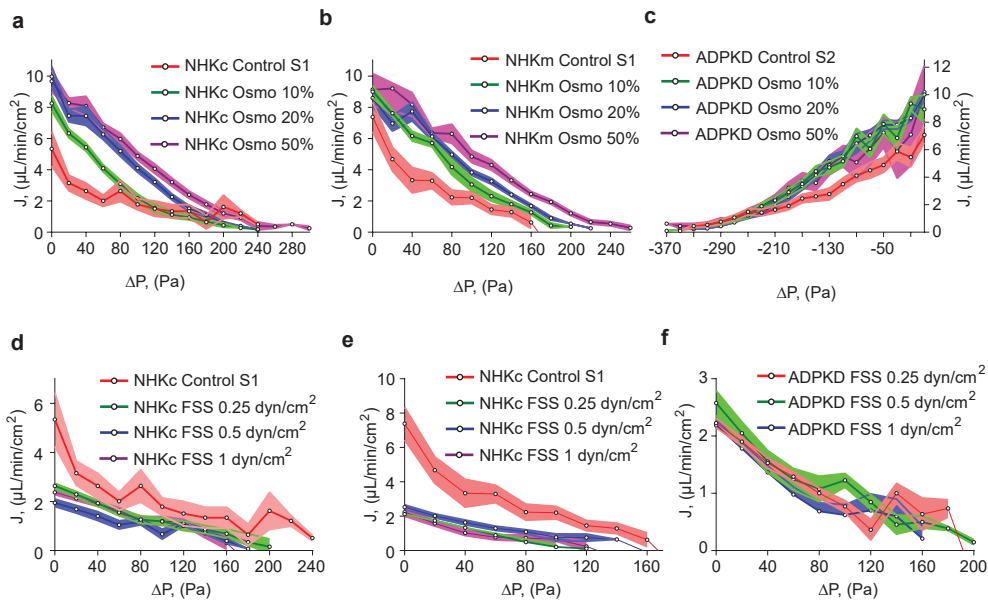 a
NHKc Control S1
NHKc Osmo 10%
NHKc Osmo 20%
NHKc Osmo 50%
J, (µL/min/cm²)
10
8
6
4
2
0
0 40 80 120 160 200 240 280
ΔP, (Pa)
b
NHKm Control S1
NHKm Osmo 10%
NHKm Osmo 20%
NHKm Osmo 50%
J, (µL/min/cm²)
10
8
6
4
2
0
0 40 80 120 160 200 240
ΔP, (Pa)
c
ADPKD Control S2
ADPKD Osmo 10%
ADPKD Osmo 20%
ADPKD Osmo 50%
12
10
8
6
4
2
0
J, (µL/min/cm²)
-370 -290 -210 -130 -50
ΔP, (Pa)
d
NHKc Control S1
NHKc FSS 0.25 dyn/cm²
NHKc FSS 0.5 dyn/cm²
NHKc FSS 1 dyn/cm²
J, (µL/min/cm²)
6
4
2
0
0 40 80 120 160 200 240
ΔP, (Pa)
e
NHKc Control S1
NHKc FSS 0.25 dyn/cm²
NHKc FSS 0.5 dyn/cm²
NHKc FSS 1 dyn/cm²
J, (µL/min/cm²)
10
8
6
4
2
0
0 40 80 120 160
ΔP, (Pa)
f
ADPKD FSS 0.25 dyn/cm²
ADPKD FSS 0.5 dyn/cm²
ADPKD FSS 1 dyn/cm²
J, (µL/min/cm²)
3
2
1
0
0 40 80 120 160 200
ΔP, (Pa)